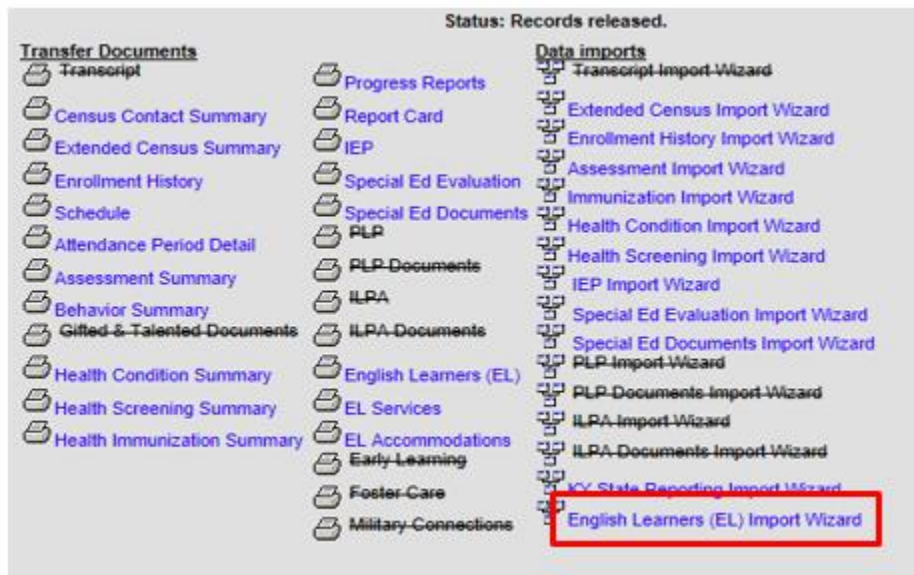 Status: Records released.
Transfer Documents
Transcript
Census Contact Summary
Extended Census Summary
Enrollment History
Schedule
Attendance Period Detail
Assessment Summary
Behavior Summary
Gifted & Talented Documents
Health Condition Summary
Health Screening Summary
Health Immunization Summary
Progress Reports
Report Card
IEP
Special Ed Evaluation
Special Ed Documents
PLP
PLP Documents
ILPA
ILPA Documents
English Learners (EL)
EL Services
EL Accommodations
Early Learning
Foster Care
Military Connections
Data imports
Transcript Import Wizard
Extended Census Import Wizard
Enrollment History Import Wizard
Assessment Import Wizard
Immunization Import Wizard
Health Condition Import Wizard
Health Screening Import Wizard
IEP Import Wizard
Special Ed Evaluation Import Wizard
Special Ed Documents Import Wizard
PLP Import Wizard
PLP Documents Import Wizard
ILPA Import Wizard
ILPA Documents Import Wizard
KY State Reporting Import Wizard
English Learners (EL) Import Wizard